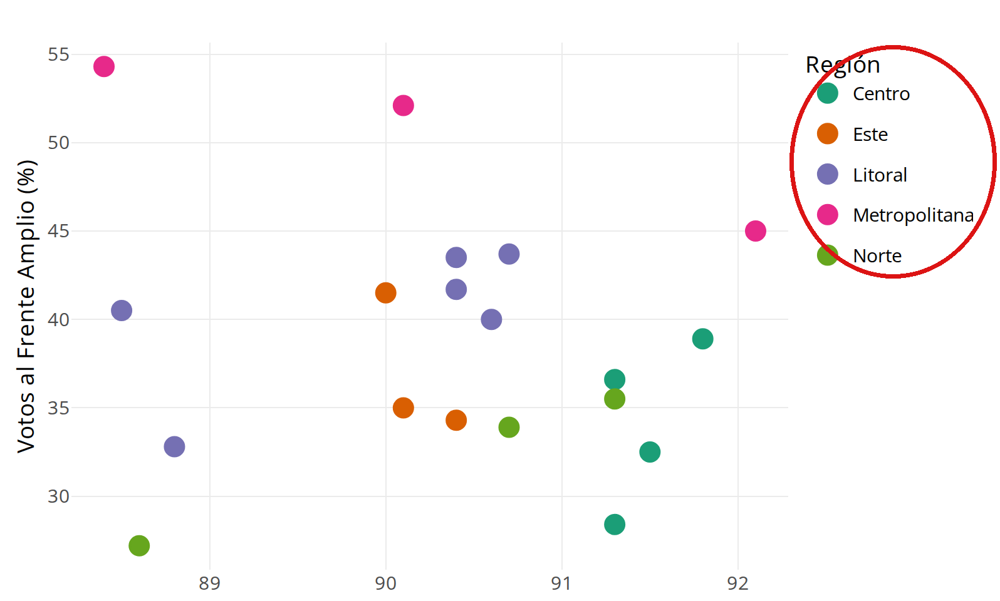 Región
Centro
Este
Litoral
Metropolitana
Norte
Votos al Frente Amplio (%)
55
50
45
40
35
30
89
90
91
92